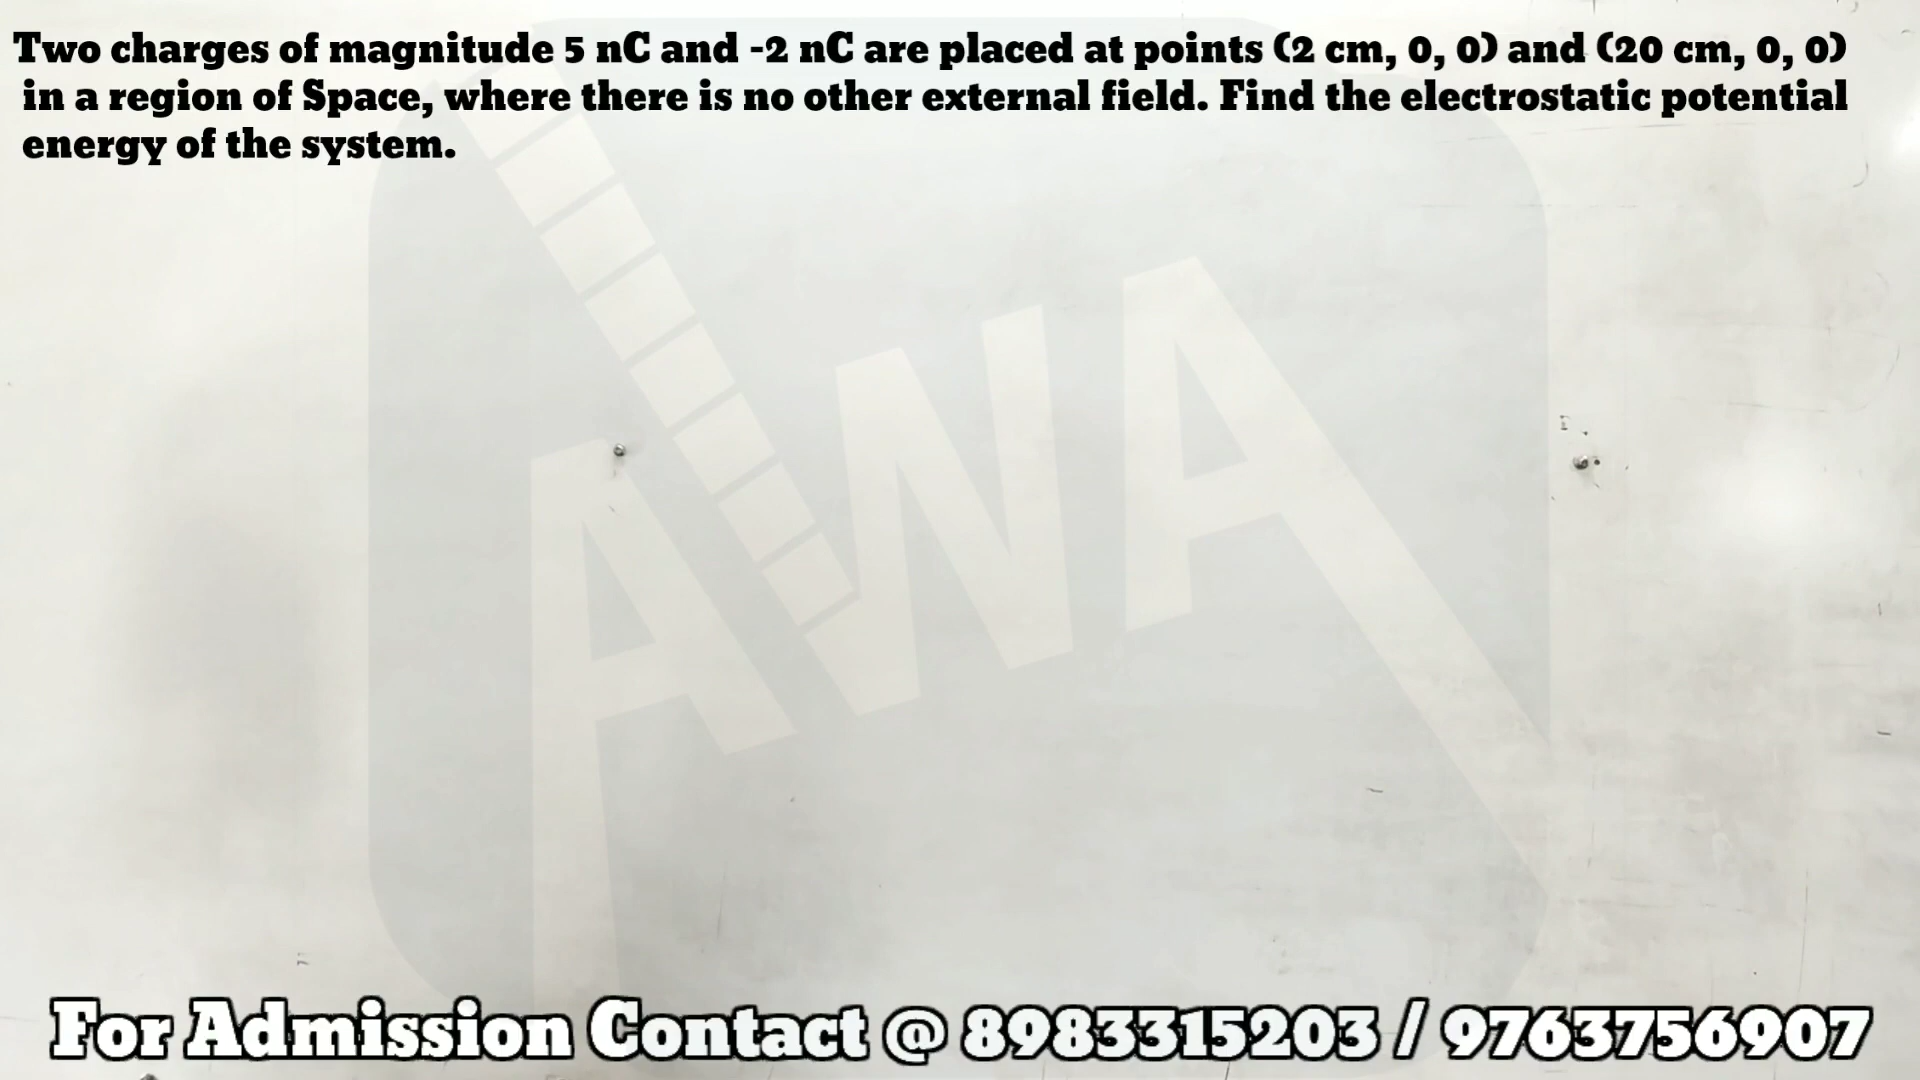 Two charges of magnitude 5 nC and -2 nC are placed at points (2 cm, 0, 0) and (20 cm, 0, 0)
in a region of Space, where there is no other external field. Find the electrostatic potential
energy of the system.
AWA
For Admission Contact @ 8983315203 / 9763756907